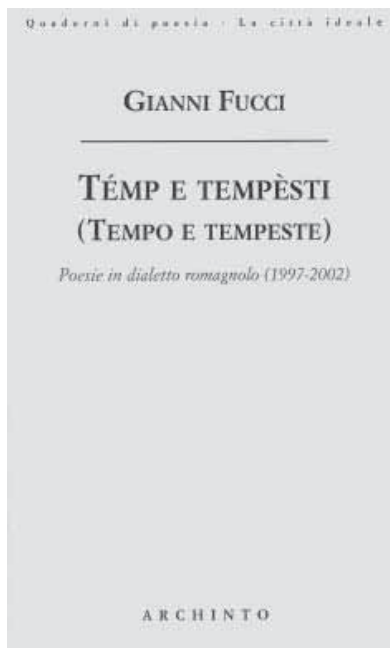 Quaderni di poesia · La città ideale
GIANNI FUCCI
TÉMP E TEMPÈSTI
(TEMPO E TEMPESTE)
Poesie in dialetto romagnolo (1997-2002)
ARCHINTO